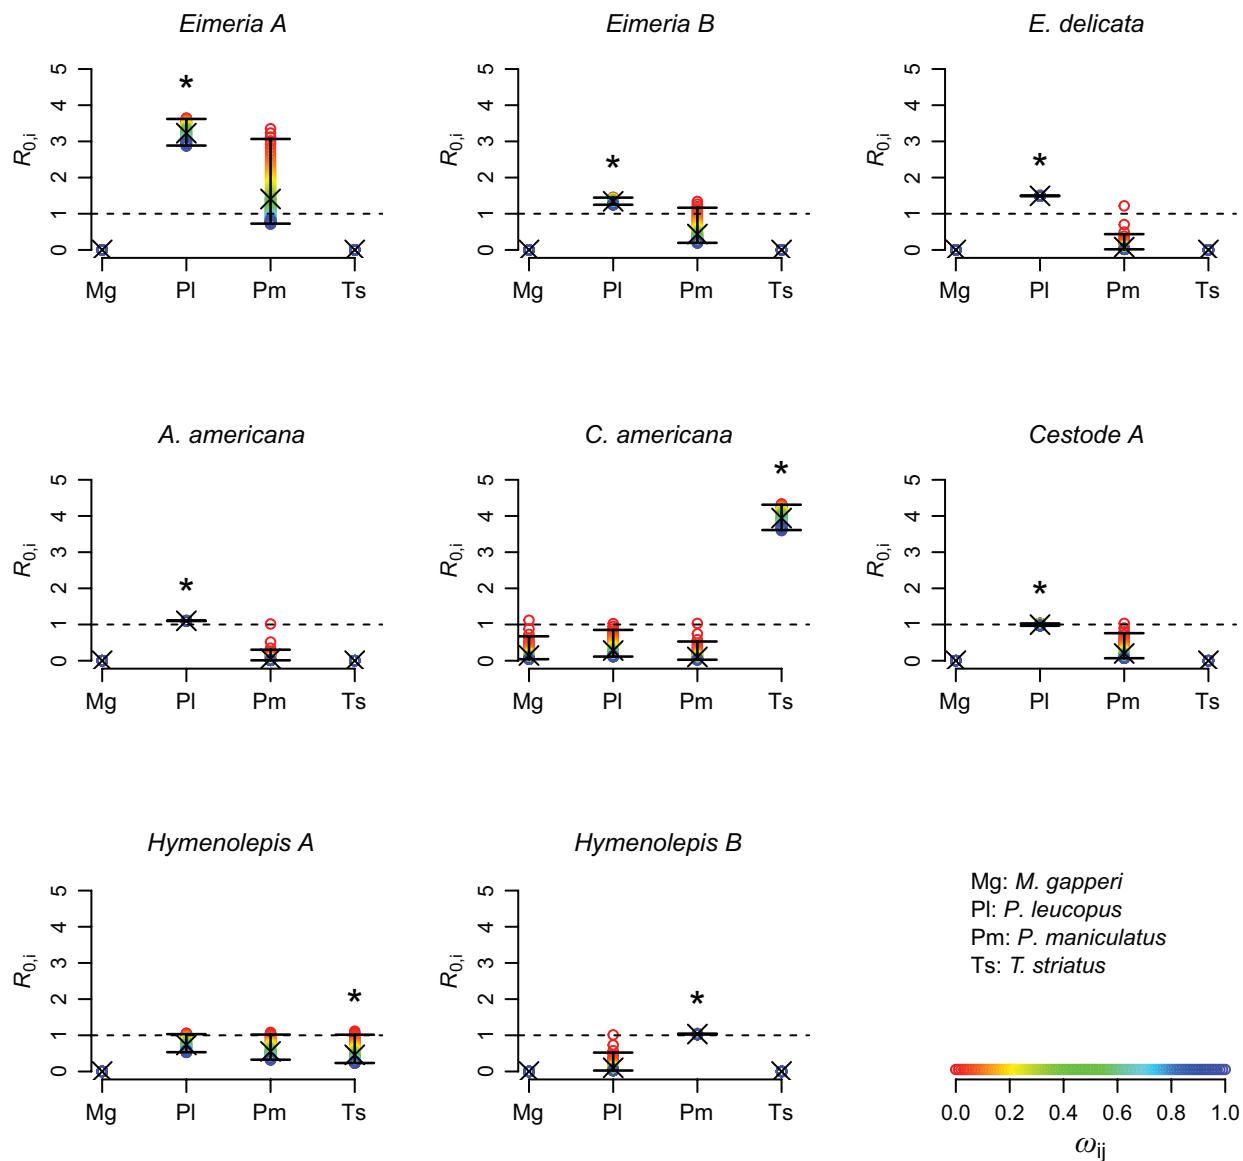 Eimeria A
Eimeria B
E. delicata
R0,i
0 1 2 3 4 5
Mg Pl Pm Ts
*
R0,i
0 1 2 3 4 5
Mg Pl Pm Ts
*
R0,i
0 1 2 3 4 5
Mg Pl Pm Ts
*
A. americana
C. americana
Cestode A
R0,i
0 1 2 3 4 5
Mg Pl Pm Ts
*
R0,i
0 1 2 3 4 5
Mg Pl Pm Ts
*
R0,i
0 1 2 3 4 5
Mg Pl Pm Ts
*
Hymenolepis A
Hymenolepis B
R0,i
0 1 2 3 4 5
Mg Pl Pm Ts
*
R0,i
0 1 2 3 4 5
Mg Pl Pm Ts
*
Mg: M. gapperi
Pl: P. leucopus
Pm: P. maniculatus
Ts: T. striatus
0.0 0.2 0.4 0.6 0.8 1.0
ωij